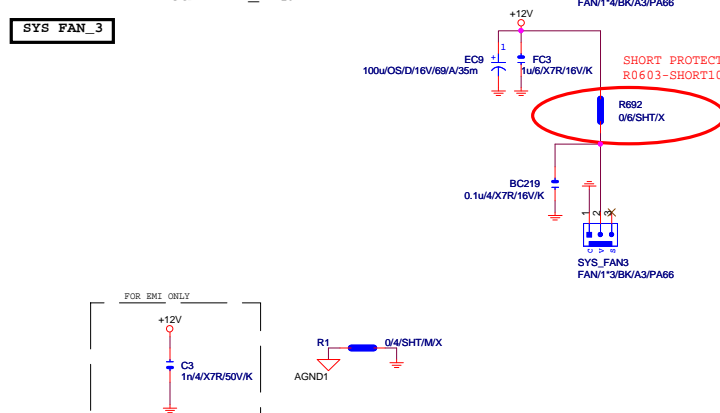 FAN/1*4/BK/A3/PA66
SYS FAN_3
+12V
EC9
1
+
100u/OS/D/16V/69/A/35m
FC3
1u/6/X7R/16V/K
SHORT PROTECT
R0603-SHORT10
R692
0/6/SHT/X
BC219
0.1u/4/X7R/16V/K
1
2
3
C
V
S
SYS_FAN3
FAN/1*3/BK/A3/PA66
FOR EMI ONLY
+12V
C3
1n/4/X7R/50V/K
R1
0/4/SHT/M/X
AGND1